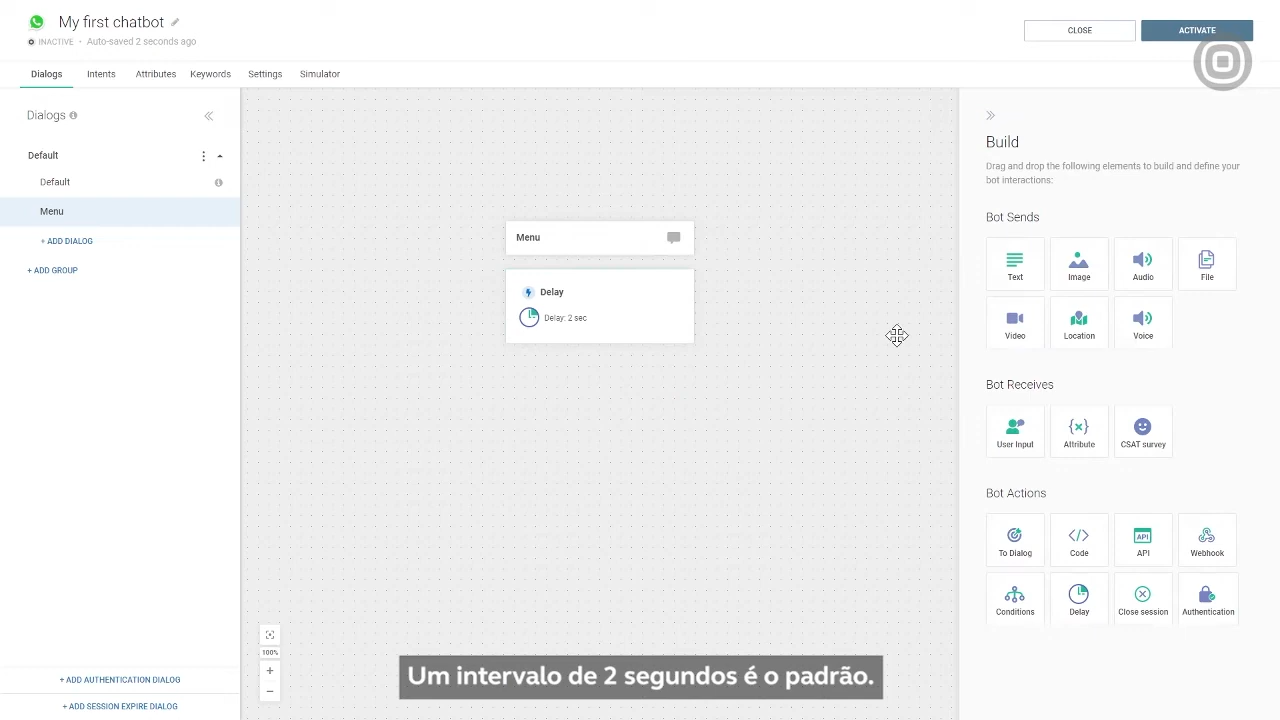 My first chatbot
INACTIVE • Auto-saved 2 seconds ago
CLOSE
ACTIVATE
Dialogs
Intents
Attributes
Keywords
Settings
Simulator
Dialogs
Default
Default
Menu
+ ADD DIALOG
+ ADD GROUP
+ ADD AUTHENTICATION DIALOG
+ ADD SESSION EXPIRE DIALOG
Menu
Delay
Delay: 2 sec
100%
+
−
Build
Drag and drop the following elements to build and define your
bot interactions:
Bot Sends
Text
Image
Audio
File
Video
Location
Voice
Bot Receives
User Input
{x}
Attribute
CSAT survey
Bot Actions
To Dialog
</>
Code
API
API
Webhook
Conditions
Delay
Close session
Authentication
Um intervalo de 2 segundos é o padrão.